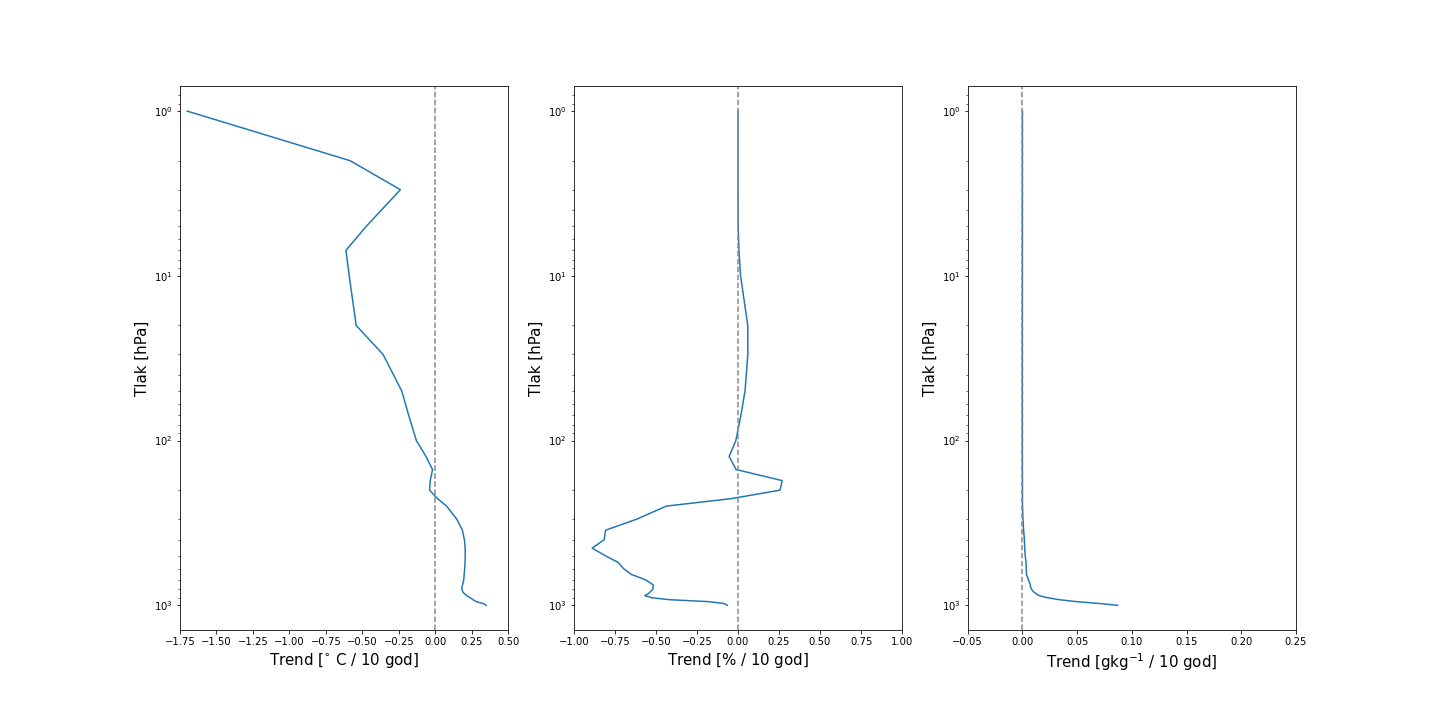 10⁰
10¹
10²
10³
Tlak [hPa]
−1.75 −1.50 −1.25 −1.00 −0.75 −0.50 −0.25 0.00 0.25 0.50
Trend [° C / 10 god]
10⁰
10¹
10²
10³
Tlak [hPa]
−1.00 −0.75 −0.50 −0.25 0.00 0.25 0.50 0.75 1.00
Trend [% / 10 god]
10⁰
10¹
10²
10³
Tlak [hPa]
−0.05 0.00 0.05 0.10 0.15 0.20 0.25
Trend [gkg⁻¹ / 10 god]